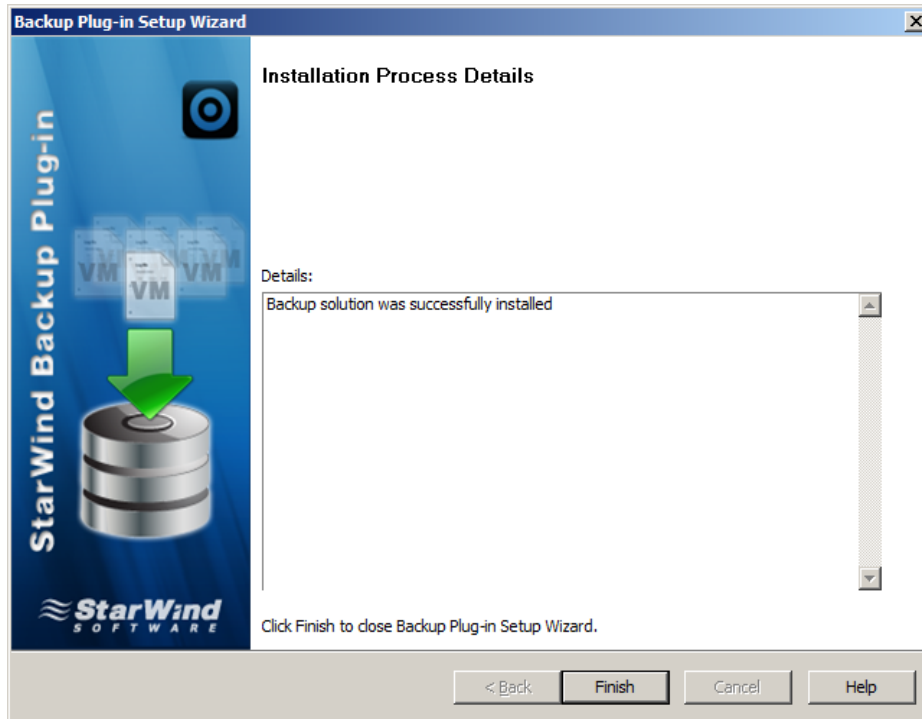 Backup Plug-in Setup Wizard
StarWind Backup Plug-in
VM
VM
VM
VM
StarWind
SOFTWARE
Installation Process Details
Details:
Backup solution was successfully installed
Click Finish to close Backup Plug-in Setup Wizard.
< Back
Finish
Cancel
Help